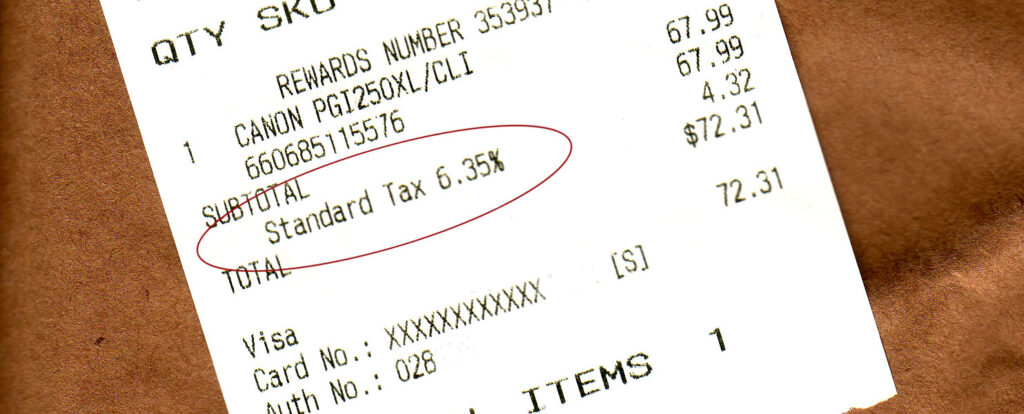 QTY SKU
REWARDS NUMBER 353937
1 CANON PGI250XL/CLI 67.99
660685115576
SUBTOTAL 67.99
Standard Tax 6.35% 4.32
TOTAL $72.31
72.31
Visa
Card No.: XXXXXXXXXXXX [S]
Auth No.: 028
ITEMS 1